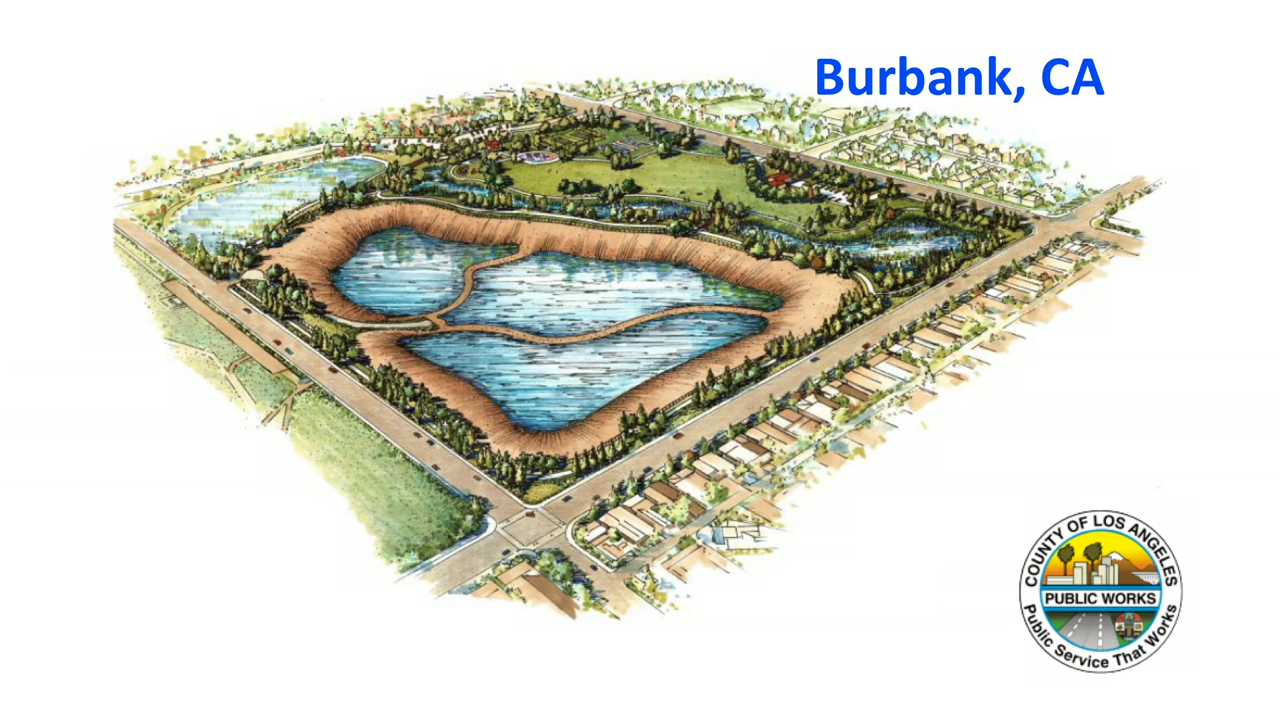 Burbank, CA
COUNTY OF LOS ANGELES
PUBLIC WORKS
Public Service That Works